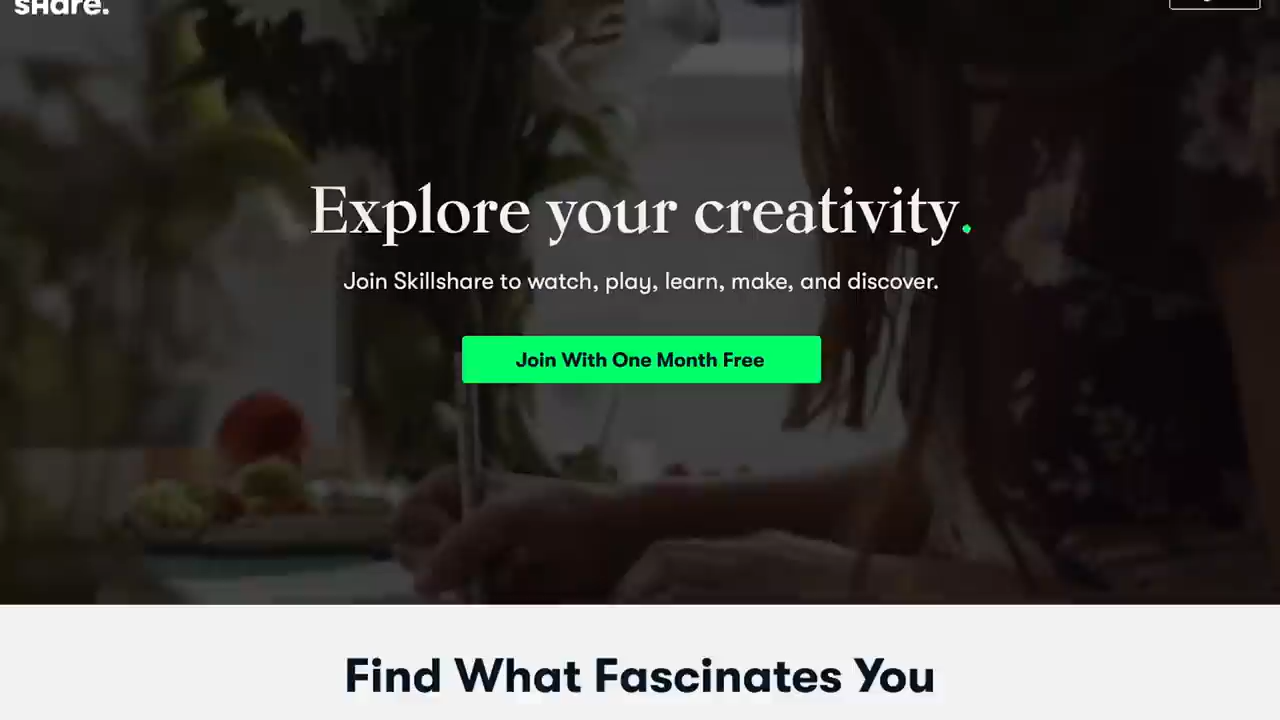 SHare.
Explore your creativity.
Join Skillshare to watch, play, learn, make, and discover.
Join With One Month Free
Find What Fascinates You